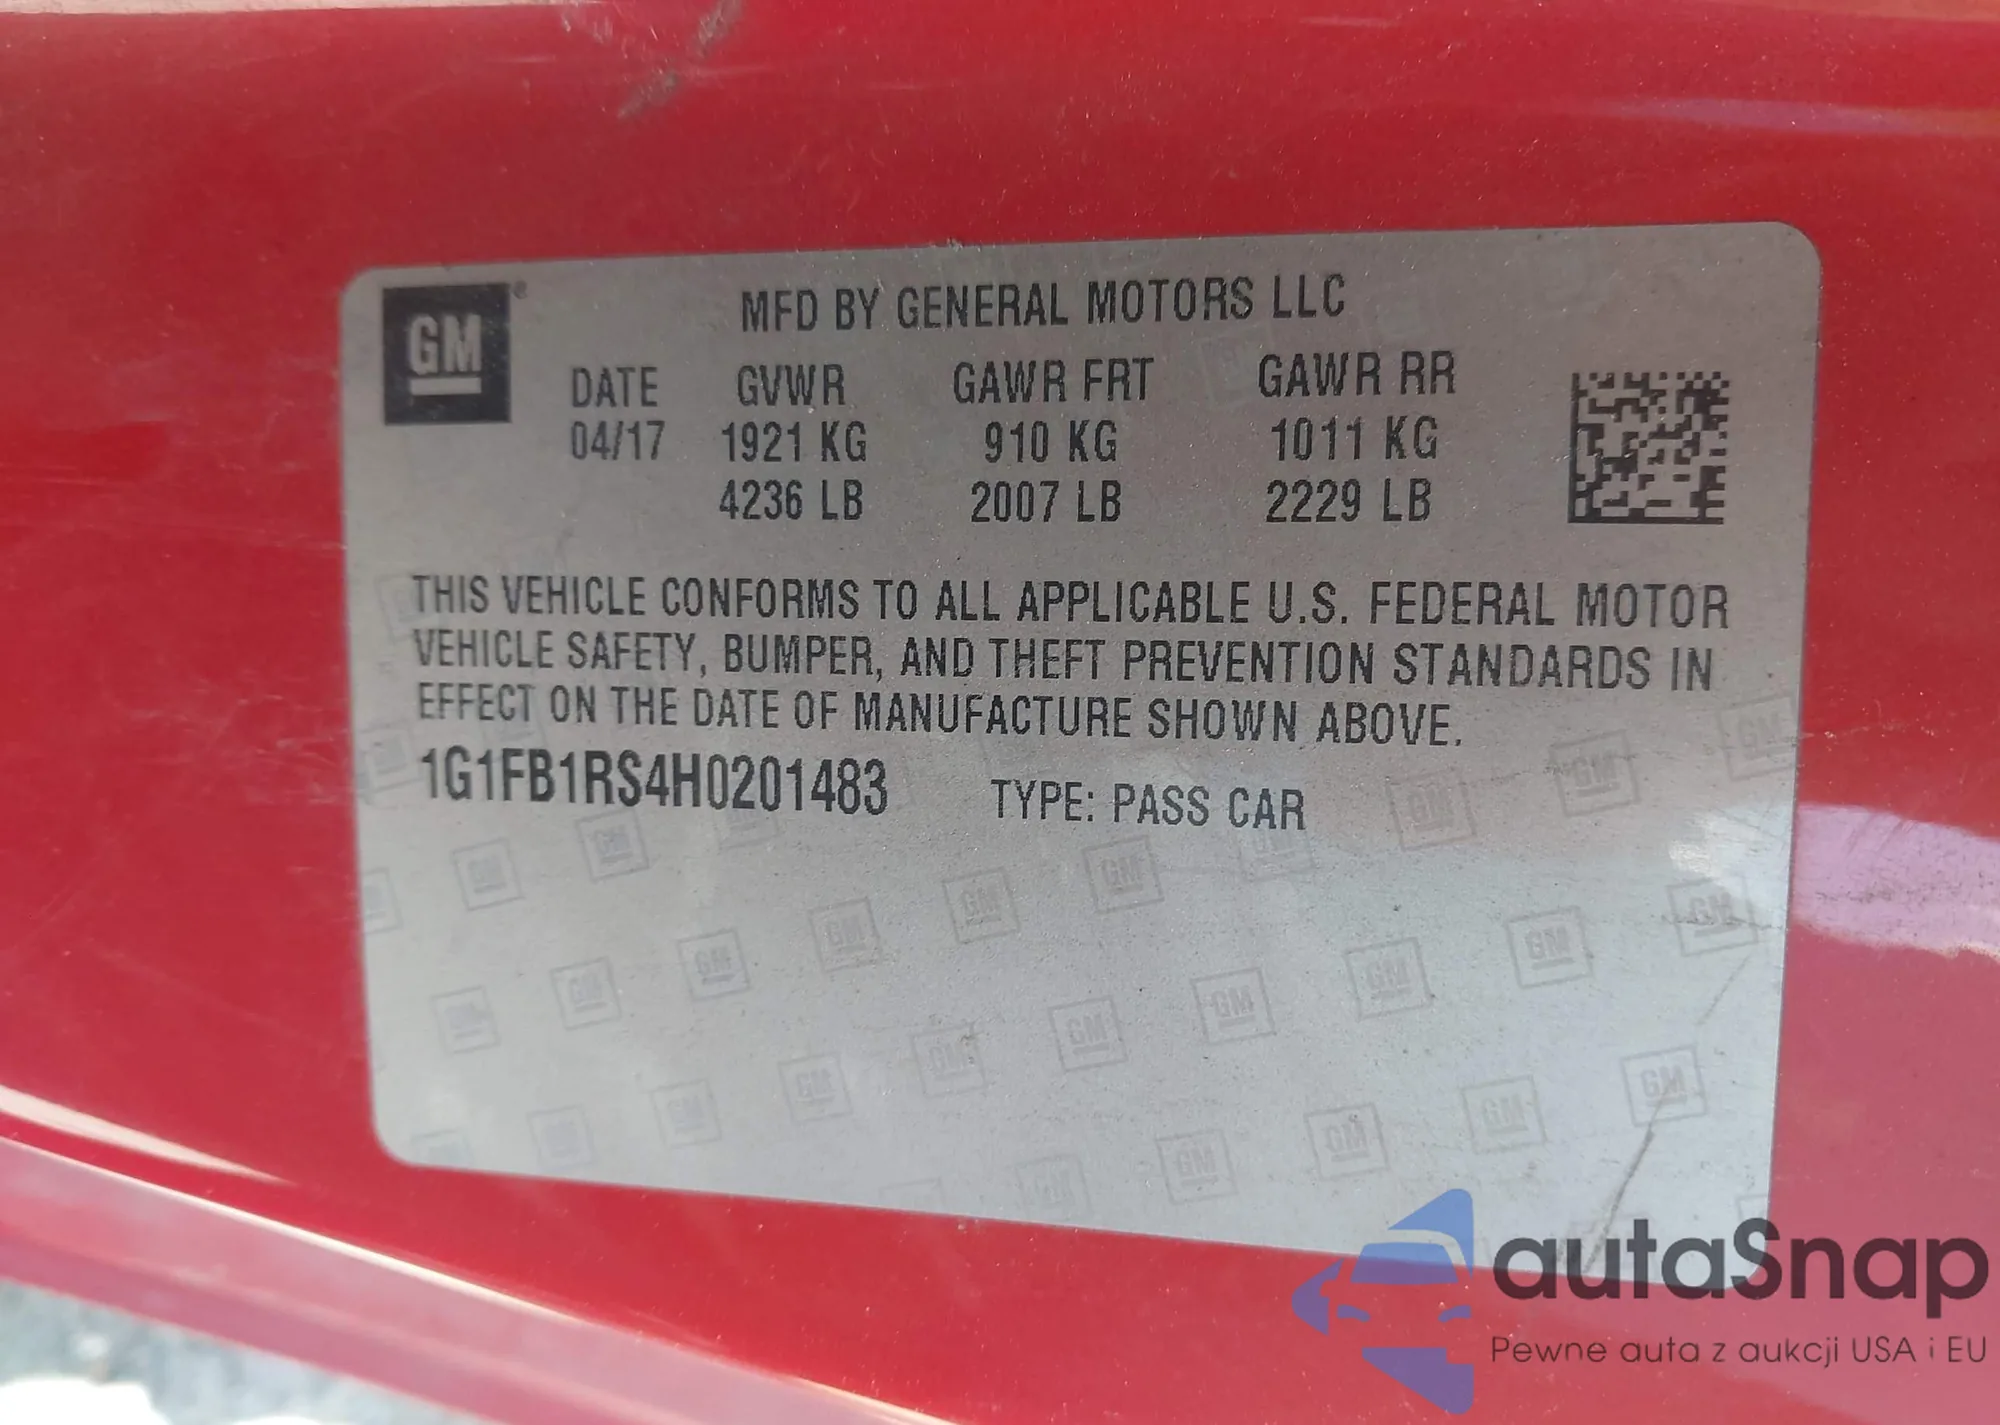 GM
MFD BY GENERAL MOTORS LLC
DATE GVWR GAWR FRT GAWR RR
04/17 1921 KG 910 KG 1011 KG
4236 LB 2007 LB 2229 LB
THIS VEHICLE CONFORMS TO ALL APPLICABLE U.S. FEDERAL MOTOR
VEHICLE SAFETY, BUMPER, AND THEFT PREVENTION STANDARDS IN
EFFECT ON THE DATE OF MANUFACTURE SHOWN ABOVE.
1G1FB1RS4H0201483 TYPE: PASS CAR
autaSnap
Pewne auta z aukcji USA i EU